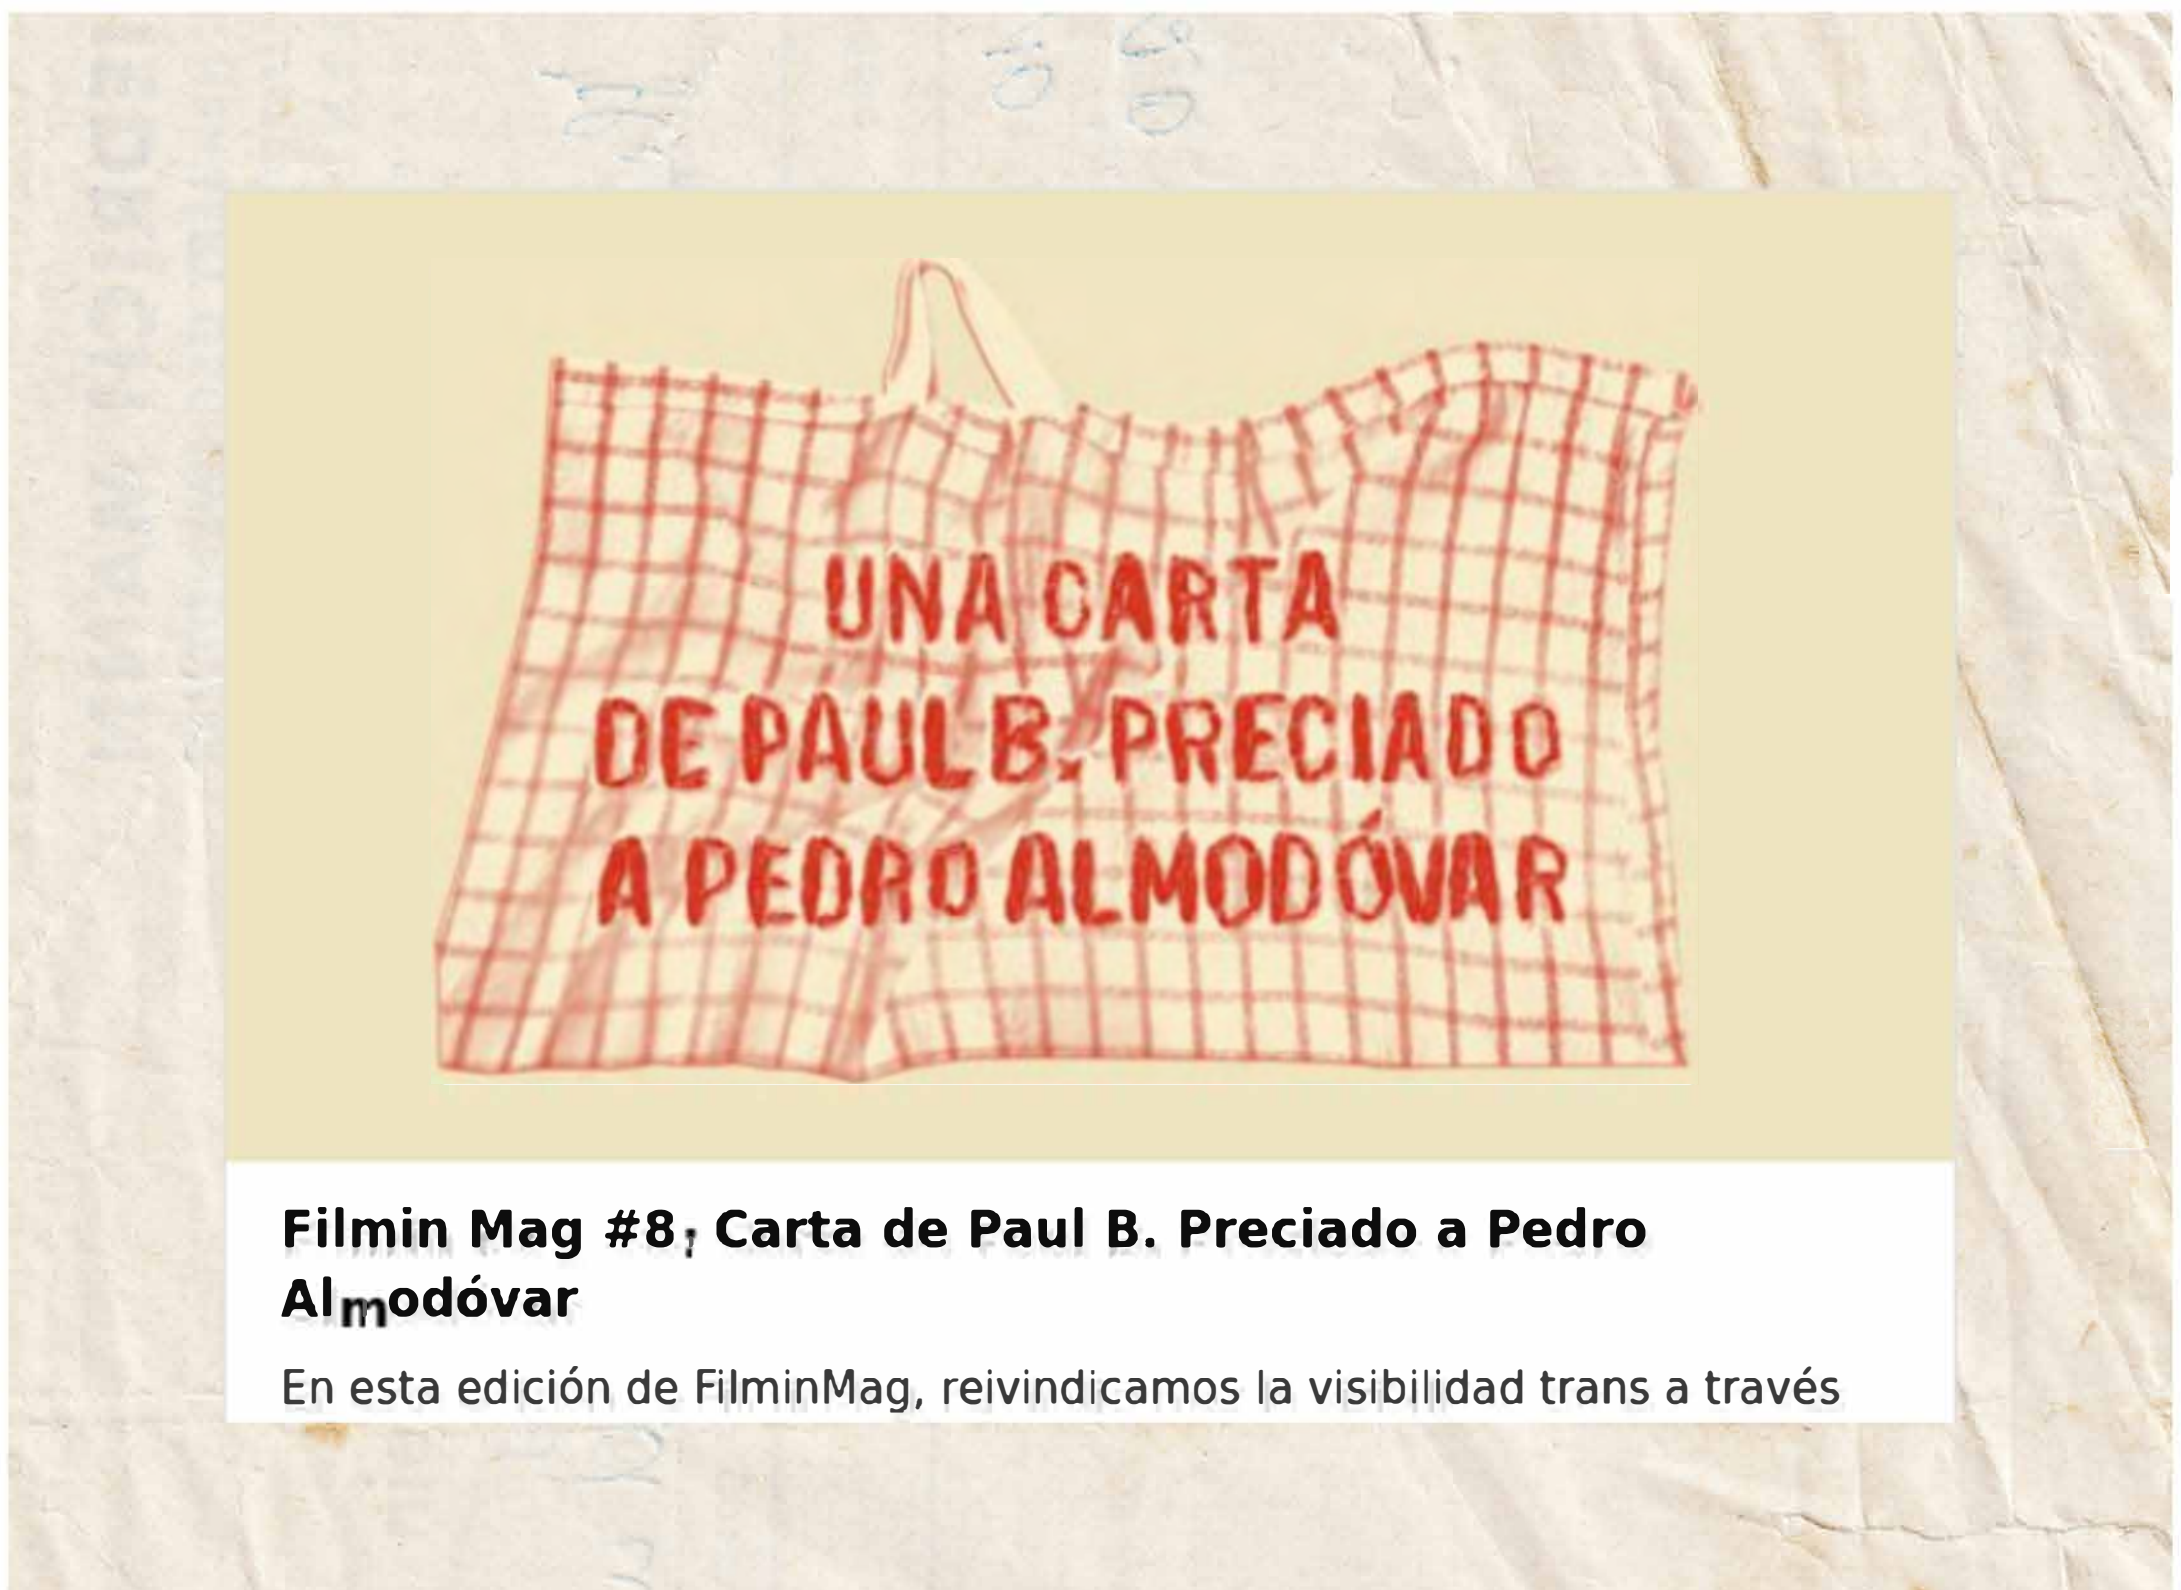 UNA CARTA
DE PAUL B. PRECIADO
A PEDRO ALMODÓVAR
Filmin Mag #8; Carta de Paul B. Preciado a Pedro
Almodóvar
En esta edición de FilminMag, reivindicamos la visibilidad trans a través